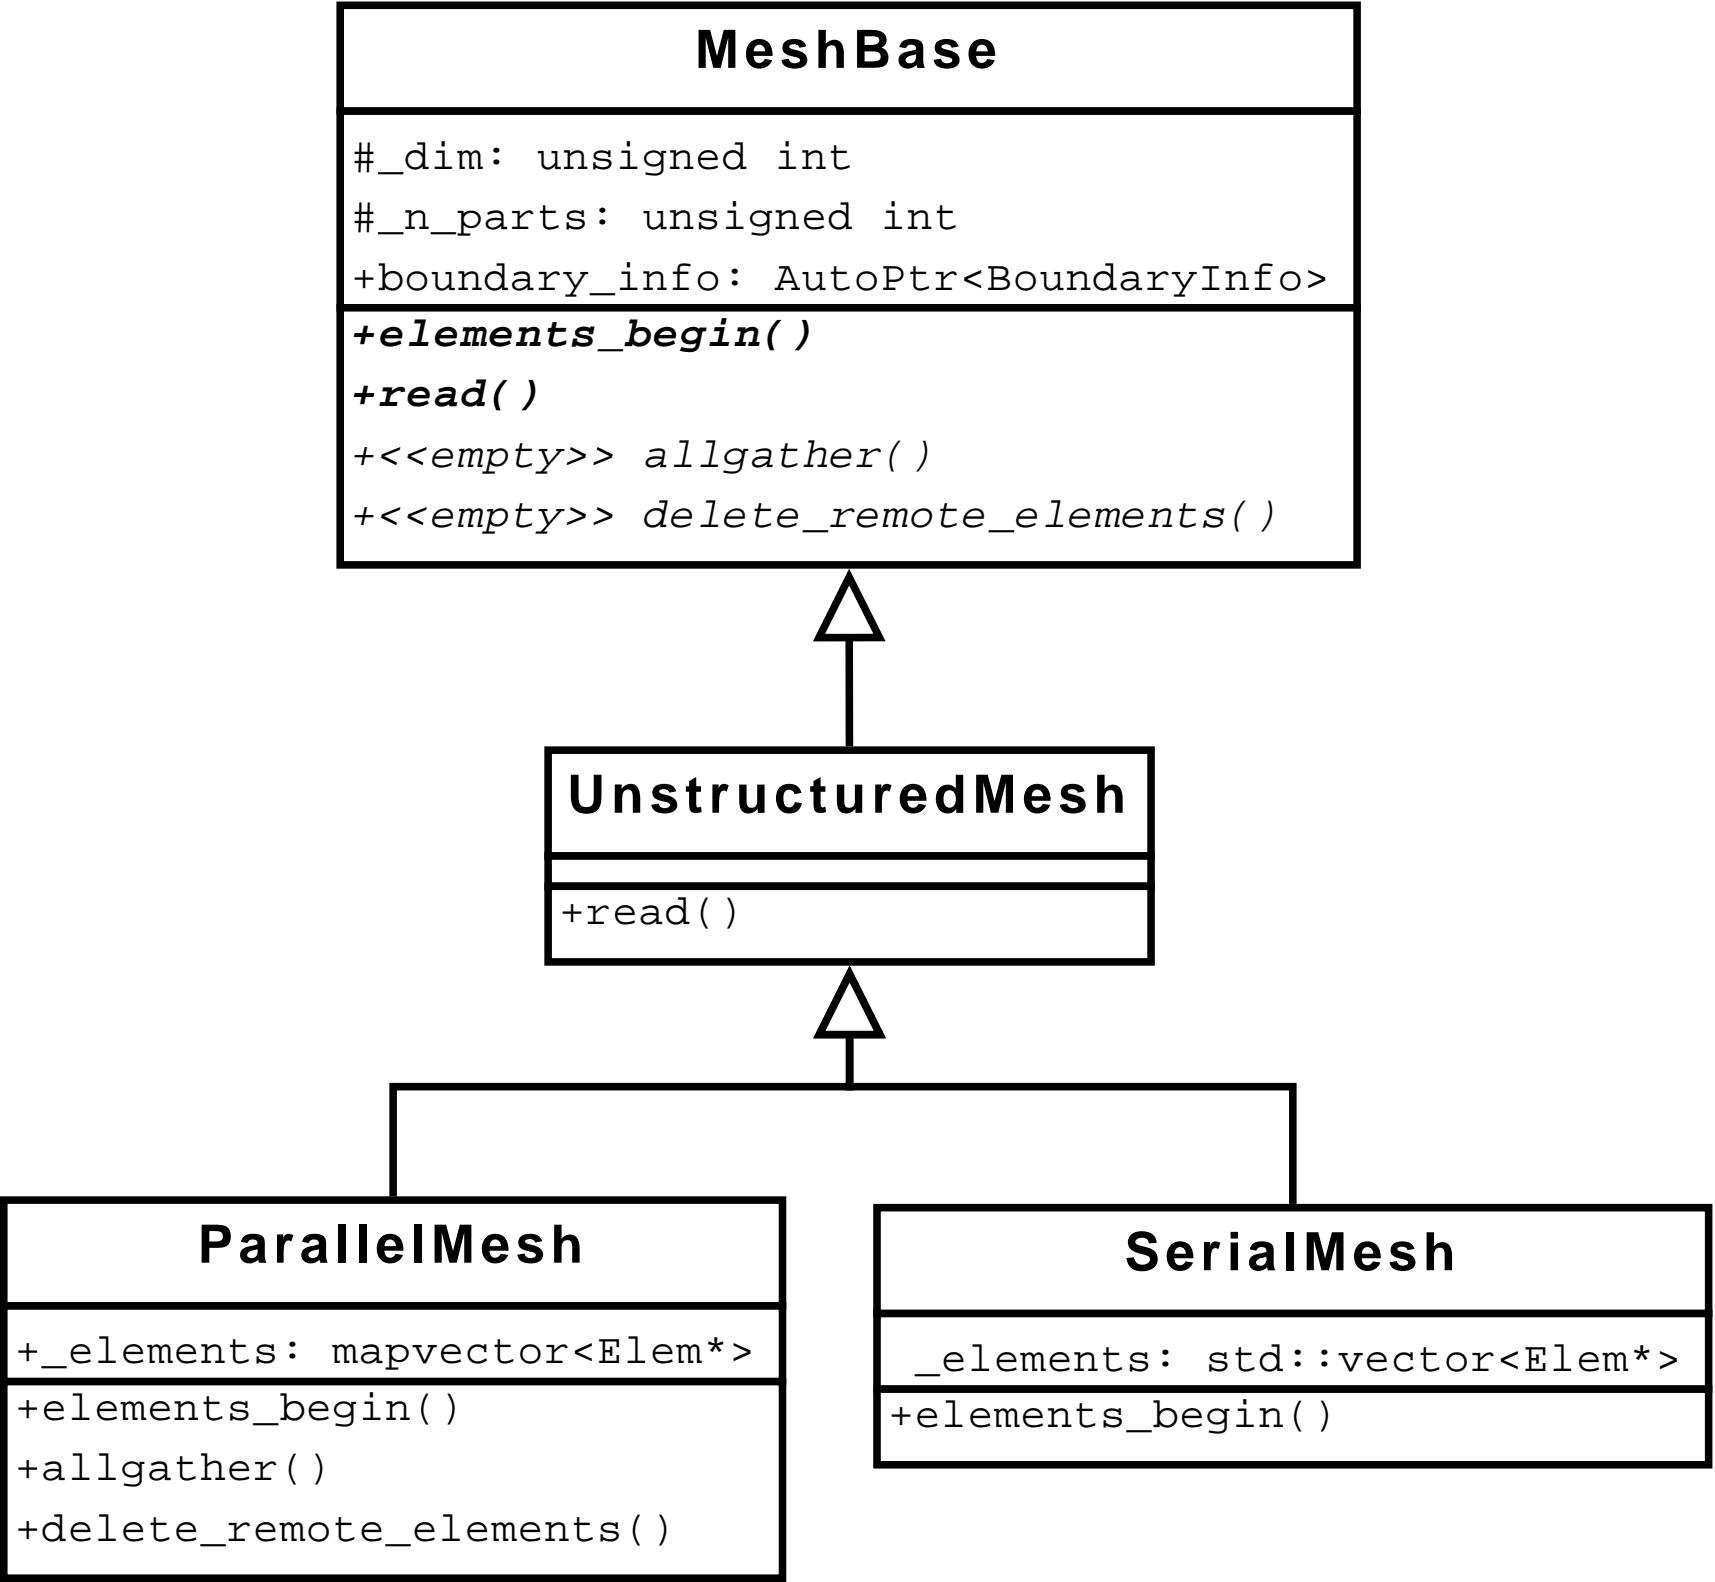 MeshBase
#_dim: unsigned int
#_n_parts: unsigned int
+boundary_info: AutoPtr<BoundaryInfo>
+elements_begin()
+read()
+<<empty>> allgather()
+<<empty>> delete_remote_elements()
UnstructuredMesh
+read()
ParallelMesh
+_elements: mapvector<Elem*>
+elements_begin()
+allgather()
+delete_remote_elements()
SerialMesh
_elements: std::vector<Elem*>
+elements_begin()